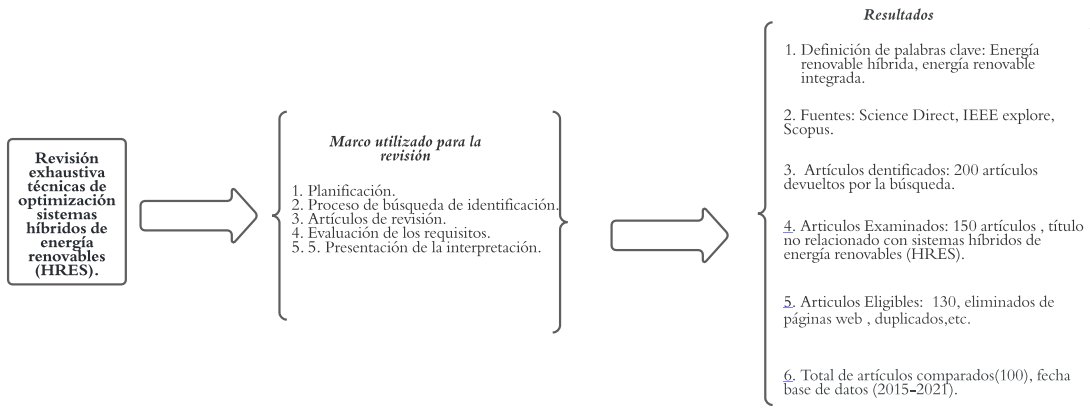 Revisión
exhaustiva
técnicas de
optimización
sistemas
híbridos de
energía
renovables
(HRES).
Marco utilizado para la
revisión
1. Planificación.
2. Proceso de búsqueda de identificación.
3. Artículos de revisión.
4. Evaluación de los requisitos.
5. 5. Presentación de la interpretación.
Resultados
1. Definición de palabras clave: Energía
renovable híbrida, energía renovable
integrada.
2. Fuentes: Science Direct, IEEE explore,
Scopus.
3.  Artículos dentificados: 200 artículos
devueltos por la búsqueda.
4. Articulos Examinados: 150 artículos , título
no relacionado con sistemas híbridos de
energía renovables (HRES).
5. Articulos Eligibles:  130, eliminados de
páginas web , duplicados,etc.
6. Total de artículos comparados(100), fecha
base de datos (2015-2021).